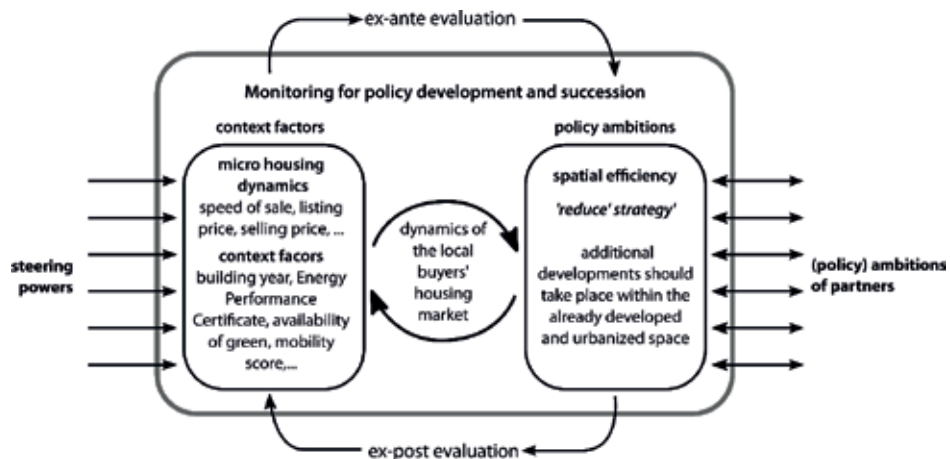 ex-ante evaluation
Monitoring for policy development and succession
context factors
micro housing
dynamics
speed of sale, listing
price, selling price, ...
context facors
building year, Energy
Performance
Certificate, availability
of green, mobility
score,...
dynamics of
the local
buyers'
housing
market
policy ambitions
spatial efficiency
'reduce' strategy'
additional
developments should
take place within the
already developed
and urbanized space
steering
powers
(policy) ambitions
of partners
ex-post evaluation